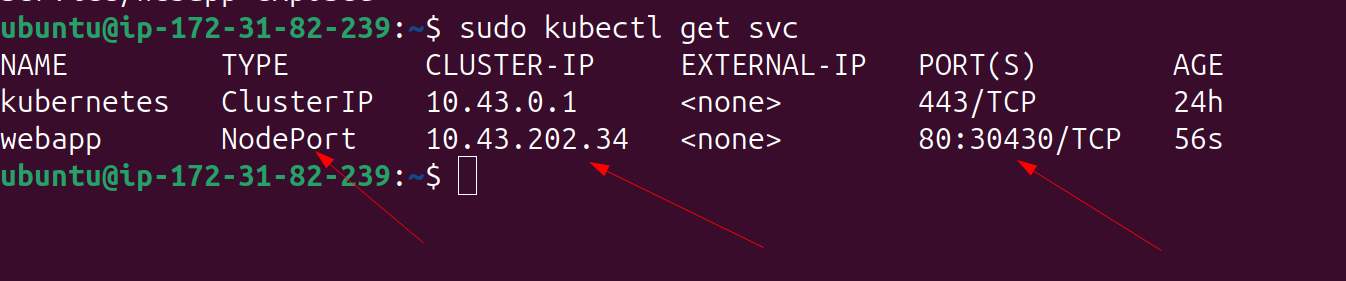 ubuntu@ip-172-31-82-239:~$ sudo kubectl get svc
NAME TYPE CLUSTER-IP EXTERNAL-IP PORT(S) AGE
kubernetes ClusterIP 10.43.0.1 <none> 443/TCP 24h
webapp NodePort 10.43.202.34 <none> 80:30430/TCP 56s
ubuntu@ip-172-31-82-239:~$